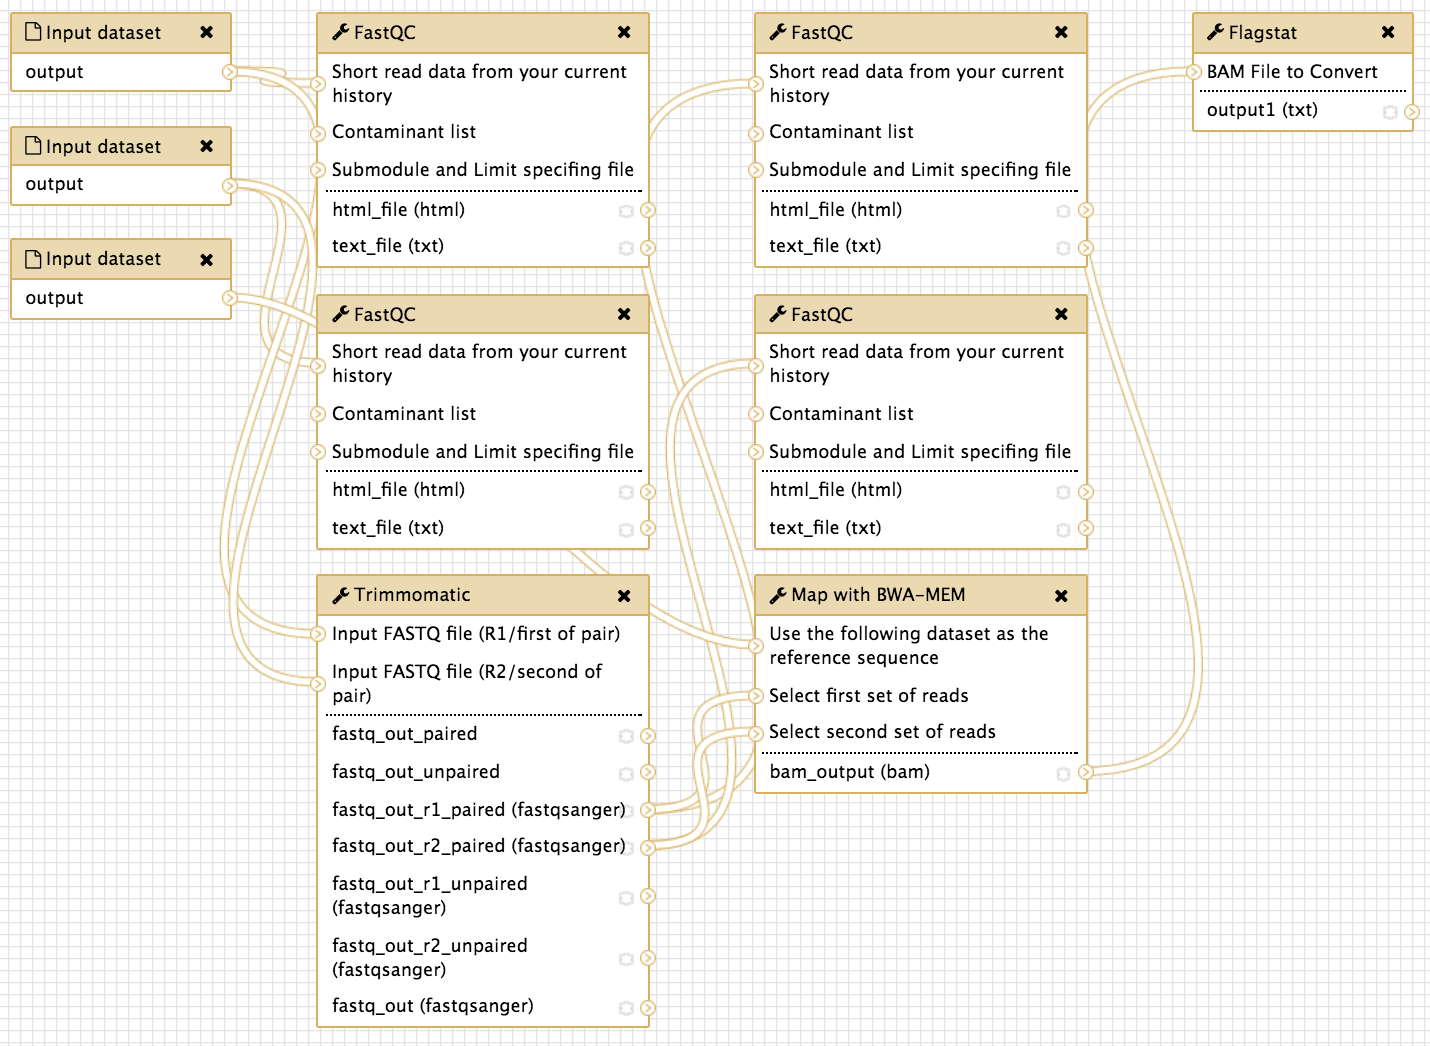 Input dataset
output
Input dataset
output
Input dataset
output
FastQC
Short read data from your current
history
Contaminant list
Submodule and Limit specifing file
html_file (html)
text_file (txt)
FastQC
Short read data from your current
history
Contaminant list
Submodule and Limit specifing file
html_file (html)
text_file (txt)
Trimmomatic
Input FASTQ file (R1/first of pair)
Input FASTQ file (R2/second of
pair)
fastq_out_paired
fastq_out_unpaired
fastq_out_r1_paired (fastqsanger)
fastq_out_r2_paired (fastqsanger)
fastq_out_r1_unpaired
(fastqsanger)
fastq_out_r2_unpaired
(fastqsanger)
fastq_out (fastqsanger)
FastQC
Short read data from your current
history
Contaminant list
Submodule and Limit specifing file
html_file (html)
text_file (txt)
FastQC
Short read data from your current
history
Contaminant list
Submodule and Limit specifing file
html_file (html)
text_file (txt)
Map with BWA-MEM
Use the following dataset as the
reference sequence
Select first set of reads
Select second set of reads
bam_output (bam)
Flagstat
BAM File to Convert
output1 (txt)